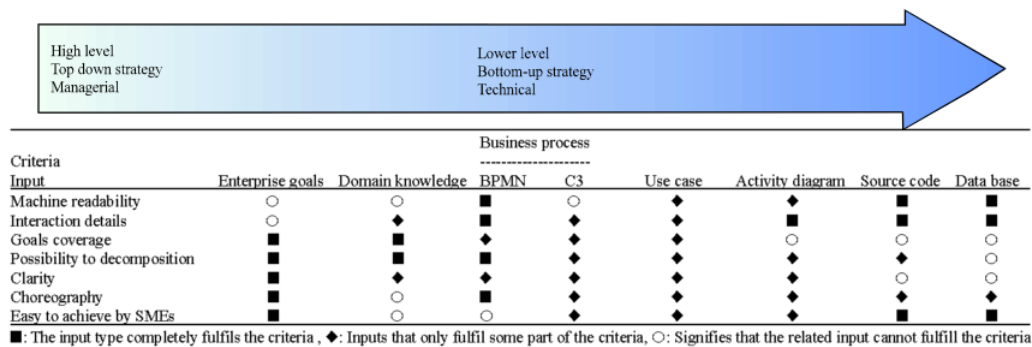 High level
Top down strategy
Managerial
Lower level
Bottom-up strategy
Technical
Business process
Criteria
----------------------
Input Enterprise goals Domain knowledge BPMN C3 Use case Activity diagram Source code Data base
Machine readability ○ ○ ■ ○ ◆ ◆ ■ ■
Interaction details ○ ◆ ■ ◆ ◆ ■ ■ ■
Goals coverage ■ ■ ◆ ◆ ◆ ○ ○ ○
Possibility to decomposition ■ ■ ■ ◆ ◆ ◆ ◆ ○
Clarity ■ ◆ ◆ ◆ ◆ ◆ ○ ○
Choreography ■ ○ ■ ◆ ◆ ◆ ◆ ◆
Easy to achieve by SMEs ■ ○ ○ ◆ ◆ ◆ ■ ■
■: The input type completely fulfils the criteria , ◆: Inputs that only fulfil some part of the criteria, ○: Signifies that the related input cannot fulfill the criteria